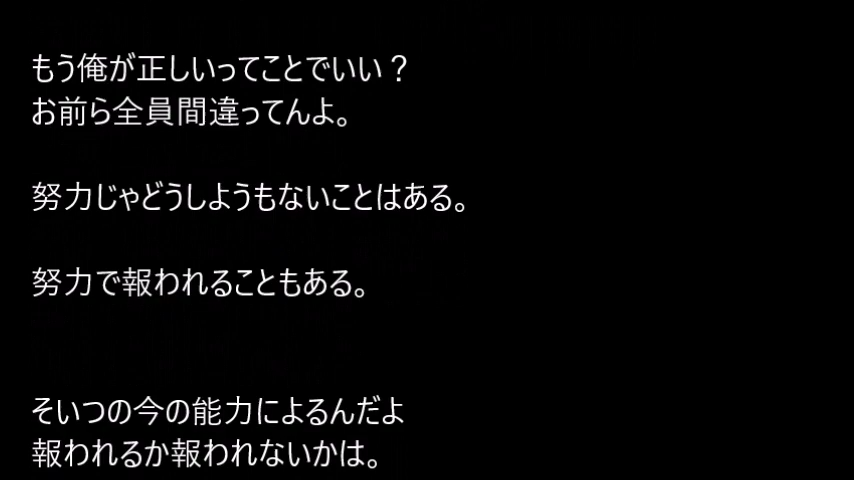 もう俺が正しいってことでいい？
お前ら全員間違ってんよ。
努力じゃどうしようもないことはある。
努力で報われることもある。
そいつの今の能力によるんだよ
報われるか報われないかは。